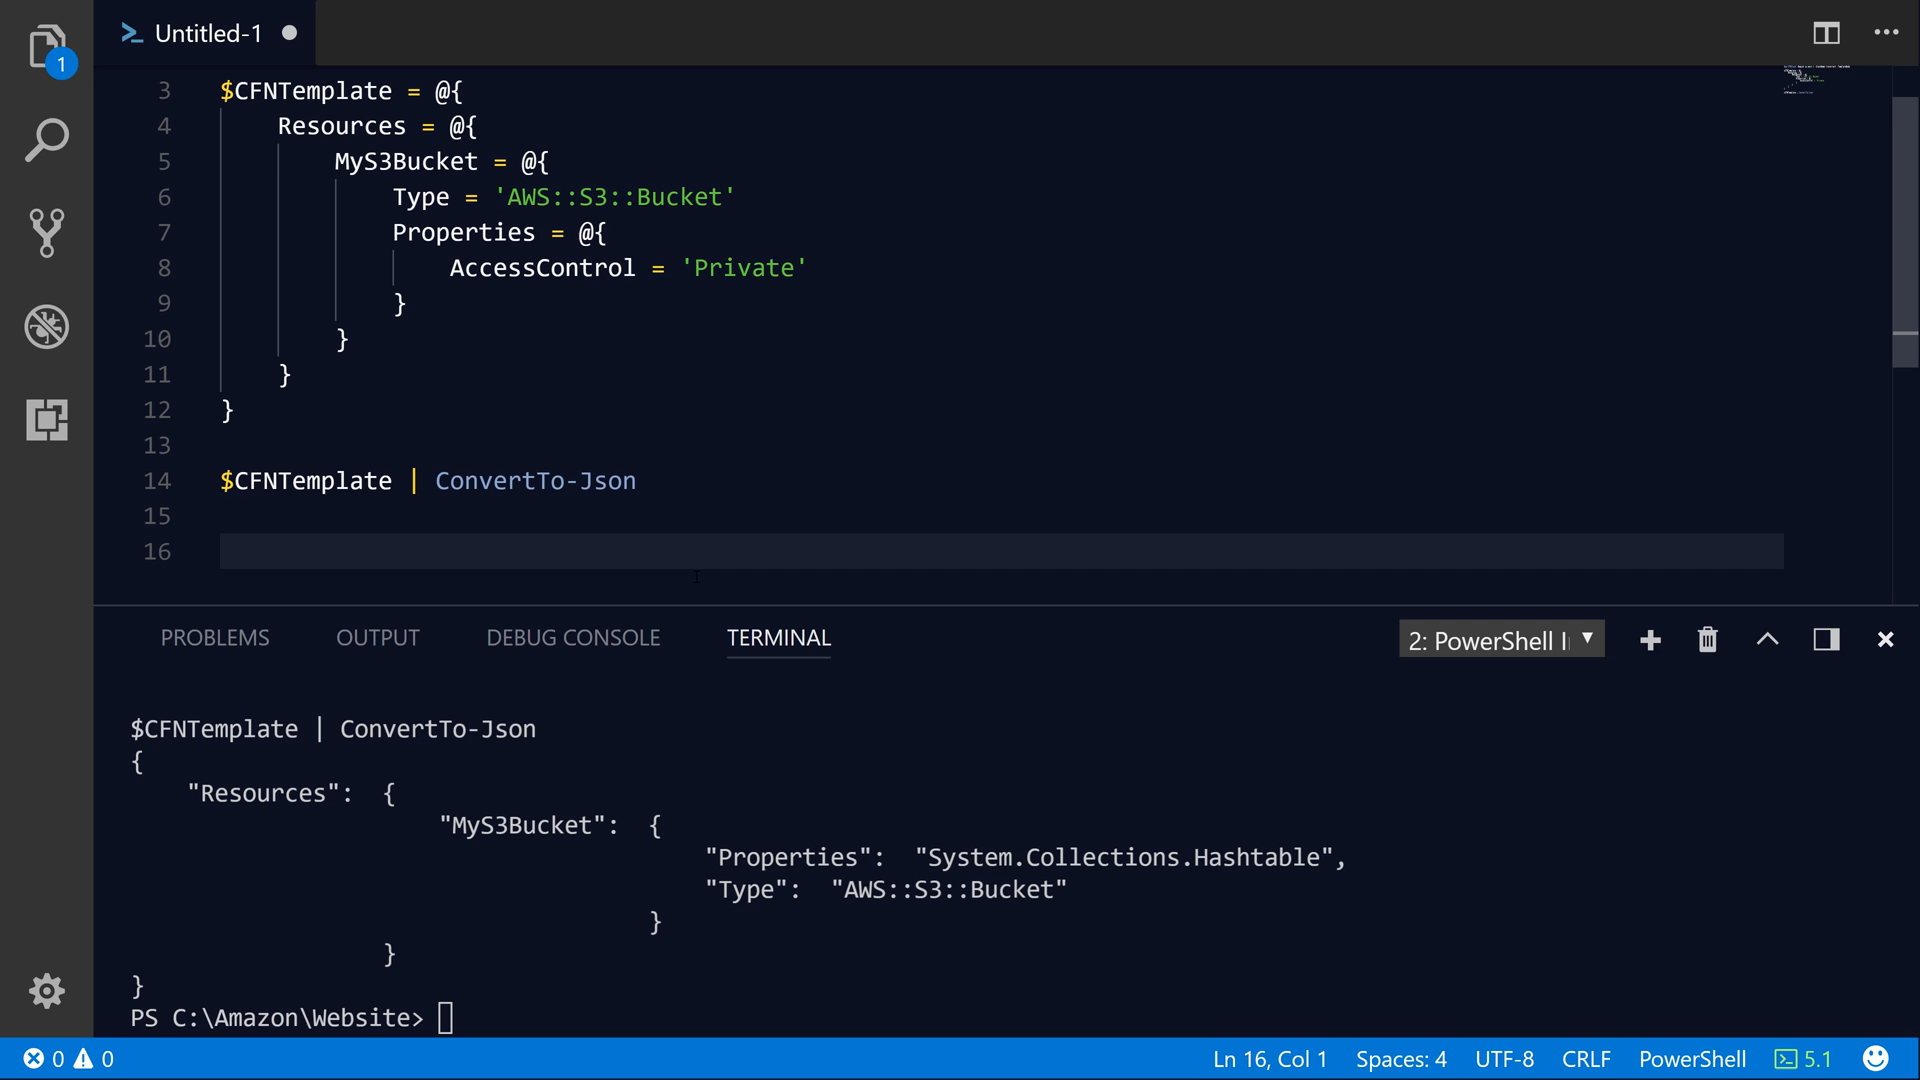 1
Untitled-1
3 $CFNTemplate = @{
4 Resources = @{
5 MyS3Bucket = @{
6 Type = 'AWS::S3::Bucket'
7 Properties = @{
8 AccessControl = 'Private'
9 }
10 }
11 }
12 }
13
14 $CFNTemplate | ConvertTo-Json
15
16
PROBLEMS OUTPUT DEBUG CONSOLE TERMINAL 2: PowerShell I
$CFNTemplate | ConvertTo-Json
{
"Resources": {
"MyS3Bucket": {
"Properties": "System.Collections.Hashtable",
"Type": "AWS::S3::Bucket"
}
}
}
PS C:\Amazon\Website>
0 0 Ln 16, Col 1 Spaces: 4 UTF-8 CRLF PowerShell 5.1